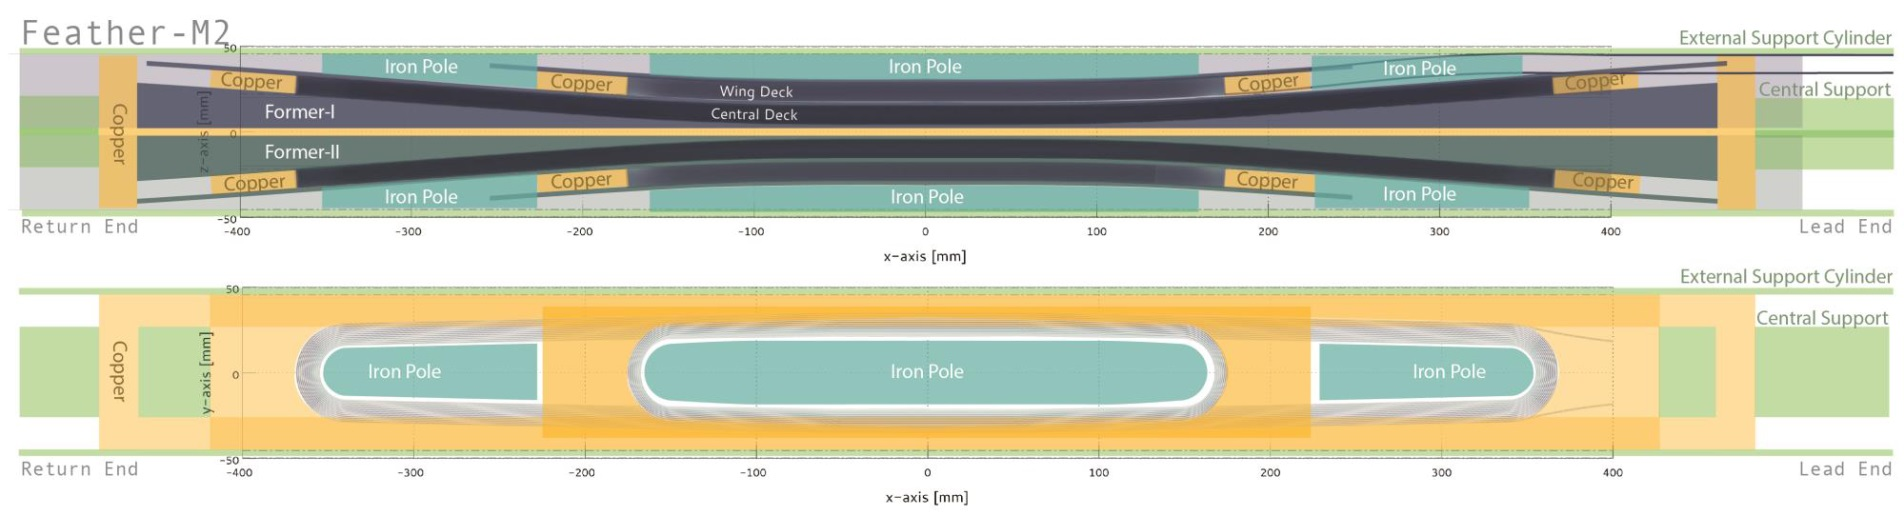 Feather-M2
External Support Cylinder
50
Iron Pole Iron Pole Iron Pole
Copper Copper Copper Copper
Wing Deck
Central Support
Former-I
Central Deck
Copper
z-axis [mm]
0
Former-II
Copper Copper Copper Copper
Iron Pole Iron Pole Iron Pole
-50
Return End
-400 -300 -200 -100 0 100 200 300 400
Lead End
x-axis [mm]
External Support Cylinder
50
Central Support
Copper
y-axis [mm]
0
Iron Pole Iron Pole Iron Pole
-50
Return End
-400 -300 -200 -100 0 100 200 300 400
Lead End
x-axis [mm]